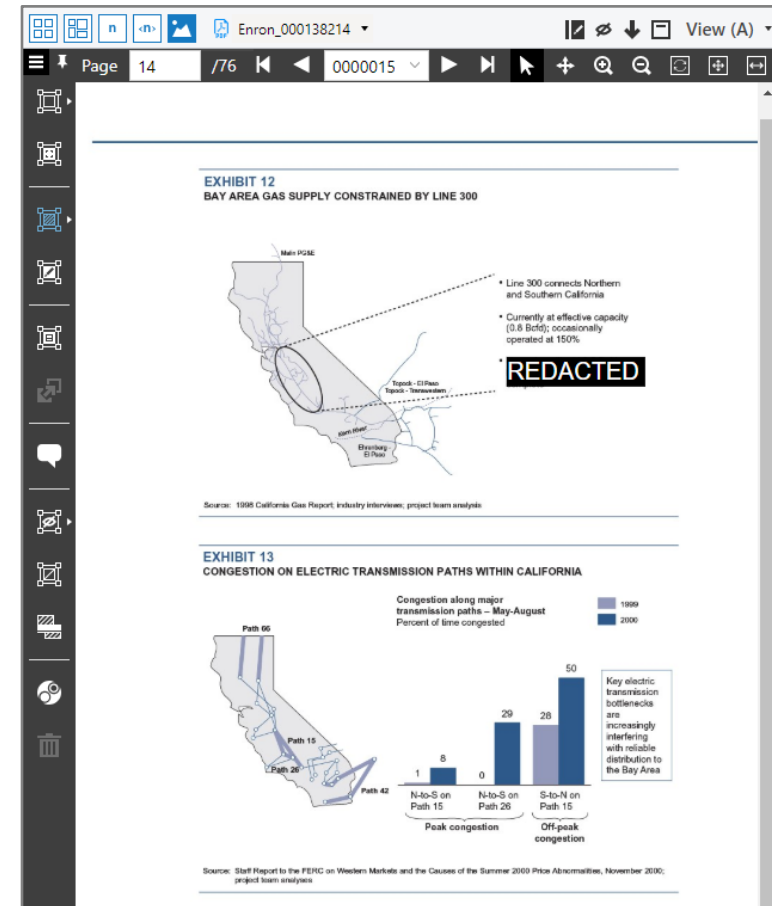 n
<n>
PDF
Enron_000138214
View (A)
Page 14 /76 0000015
EXHIBIT 12
BAY AREA GAS SUPPLY CONSTRAINED BY LINE 300
Main PG&E
• Line 300 connects Northern
and Southern California
• Currently at effective capacity
(0.8 Bcfd); occasionally
operated at 150%
•
REDACTED
Topock - El Paso
Topock - Transwestern
Kern River
Ehrenberg -
El Paso
Source: 1998 California Gas Report; industry interviews; project team analysis
EXHIBIT 13
CONGESTION ON ELECTRIC TRANSMISSION PATHS WITHIN CALIFORNIA
Congestion along major
transmission paths – May-August
Percent of time congested
1999
2000
Path 66
Path 15
Path 26
Path 42
1 8 0 29 28 50
N-to-S on N-to-S on S-to-N on
Path 15 Path 26 Path 15
Peak congestion Off-peak
congestion
Key electric
transmission
bottlenecks
are
increasingly
interfering
with reliable
distribution to
the Bay Area
Source: Staff Report to the FERC on Western Markets and the Causes of the Summer 2000 Price Abnormalities, November 2000;
project team analyses